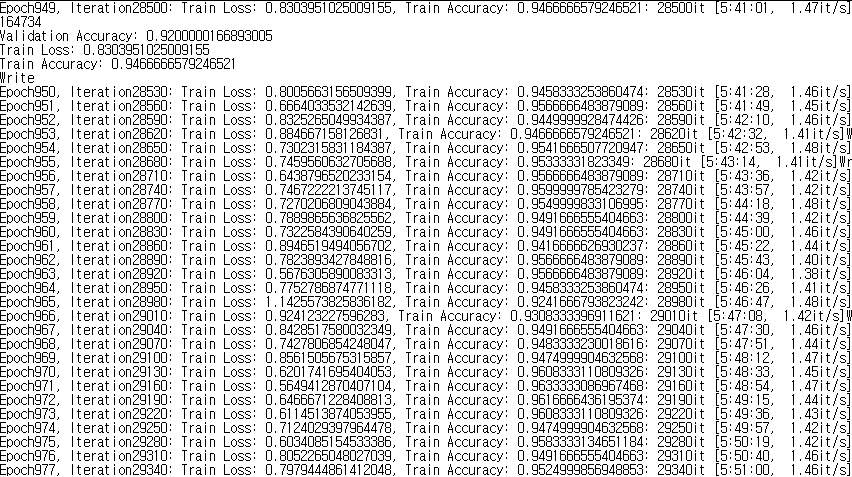 Epoch949, Iteration28500: Train Loss: 0.8303951025009155, Train Accuracy: 0.9466666579246521: 28500it [5:41:01,  1.47it/s]
164734
Validation Accuracy: 0.9200000166893005
Train Loss: 0.8303951025009155
Train Accuracy: 0.9466666579246521
Write
Epoch950, Iteration28530: Train Loss: 0.8005663156509399, Train Accuracy: 0.9458333253860474: 28530it [5:41:28,  1.46it/s]
Epoch951, Iteration28560: Train Loss: 0.6664033532142639, Train Accuracy: 0.9566666483879089: 28560it [5:41:49,  1.45it/s]
Epoch952, Iteration28590: Train Loss: 0.8325265049934387, Train Accuracy: 0.9449999928474426: 28590it [5:42:10,  1.46it/s]
Epoch953, Iteration28620: Train Loss: 0.884667158126831, Train Accuracy: 0.9466666579246521: 28620it [5:42:32,  1.41it/s]₩
Epoch954, Iteration28650: Train Loss: 0.7302315831184387, Train Accuracy: 0.9541666507720947: 28650it [5:42:53,  1.48it/s]
Epoch955, Iteration28680: Train Loss: 0.7459560632705688, Train Accuracy: 0.95333331823349: 28680it [5:43:14,  1.41it/s]₩r
Epoch956, Iteration28710: Train Loss: 0.6438796520233154, Train Accuracy: 0.9566666483879089: 28710it [5:43:36,  1.42it/s]
Epoch957, Iteration28740: Train Loss: 0.7467222213745117, Train Accuracy: 0.9599999785423279: 28740it [5:43:57,  1.42it/s]
Epoch958, Iteration28770: Train Loss: 0.7270206809043884, Train Accuracy: 0.9549999833106995: 28770it [5:44:18,  1.48it/s]
Epoch959, Iteration28800: Train Loss: 0.7889865636825562, Train Accuracy: 0.9491666555404663: 28800it [5:44:39,  1.42it/s]
Epoch960, Iteration28830: Train Loss: 0.7322584390640259, Train Accuracy: 0.9491666555404663: 28830it [5:45:00,  1.46it/s]
Epoch961, Iteration28860: Train Loss: 0.8946519494056702, Train Accuracy: 0.9416666626930237: 28860it [5:45:22,  1.44it/s]
Epoch962, Iteration28890: Train Loss: 0.7823893427848816, Train Accuracy: 0.9566666483879089: 28890it [5:45:43,  1.40it/s]
Epoch963, Iteration28920: Train Loss: 0.5676305890083313, Train Accuracy: 0.9566666483879089: 28920it [5:46:04,  1.38it/s]
Epoch964, Iteration28950: Train Loss: 0.7752786874771118, Train Accuracy: 0.9458333253860474: 28950it [5:46:26,  1.41it/s]
Epoch965, Iteration28980: Train Loss: 1.1425573825836182, Train Accuracy: 0.9241666793823242: 28980it [5:46:47,  1.48it/s]
Epoch966, Iteration29010: Train Loss: 0.924123227596283, Train Accuracy: 0.9308333396911621: 29010it [5:47:08,  1.42it/s]₩
Epoch967, Iteration29040: Train Loss: 0.8428517580032349, Train Accuracy: 0.9491666555404663: 29040it [5:47:30,  1.46it/s]
Epoch968, Iteration29070: Train Loss: 0.7427806854248047, Train Accuracy: 0.9483333230018616: 29070it [5:47:51,  1.44it/s]
Epoch969, Iteration29100: Train Loss: 0.8561505675315857, Train Accuracy: 0.9474999904632568: 29100it [5:48:12,  1.47it/s]
Epoch970, Iteration29130: Train Loss: 0.6201741695404053, Train Accuracy: 0.9608333110809326: 29130it [5:48:33,  1.45it/s]
Epoch971, Iteration29160: Train Loss: 0.5649412870407104, Train Accuracy: 0.9633333086967468: 29160it [5:48:54,  1.47it/s]
Epoch972, Iteration29190: Train Loss: 0.6466671228408813, Train Accuracy: 0.9616666436195374: 29190it [5:49:15,  1.44it/s]
Epoch973, Iteration29220: Train Loss: 0.6114513874053955, Train Accuracy: 0.9608333110809326: 29220it [5:49:36,  1.43it/s]
Epoch974, Iteration29250: Train Loss: 0.7124029397964478, Train Accuracy: 0.9474999904632568: 29250it [5:49:57,  1.42it/s]
Epoch975, Iteration29280: Train Loss: 0.6034085154533386, Train Accuracy: 0.9583333134651184: 29280it [5:50:19,  1.42it/s]
Epoch976, Iteration29310: Train Loss: 0.8052265048027039, Train Accuracy: 0.9491666555404663: 29310it [5:50:40,  1.46it/s]
Epoch977, Iteration29340: Train Loss: 0.7979444861412048, Train Accuracy: 0.9524999856948853: 29340it [5:51:00,  1.46it/s]